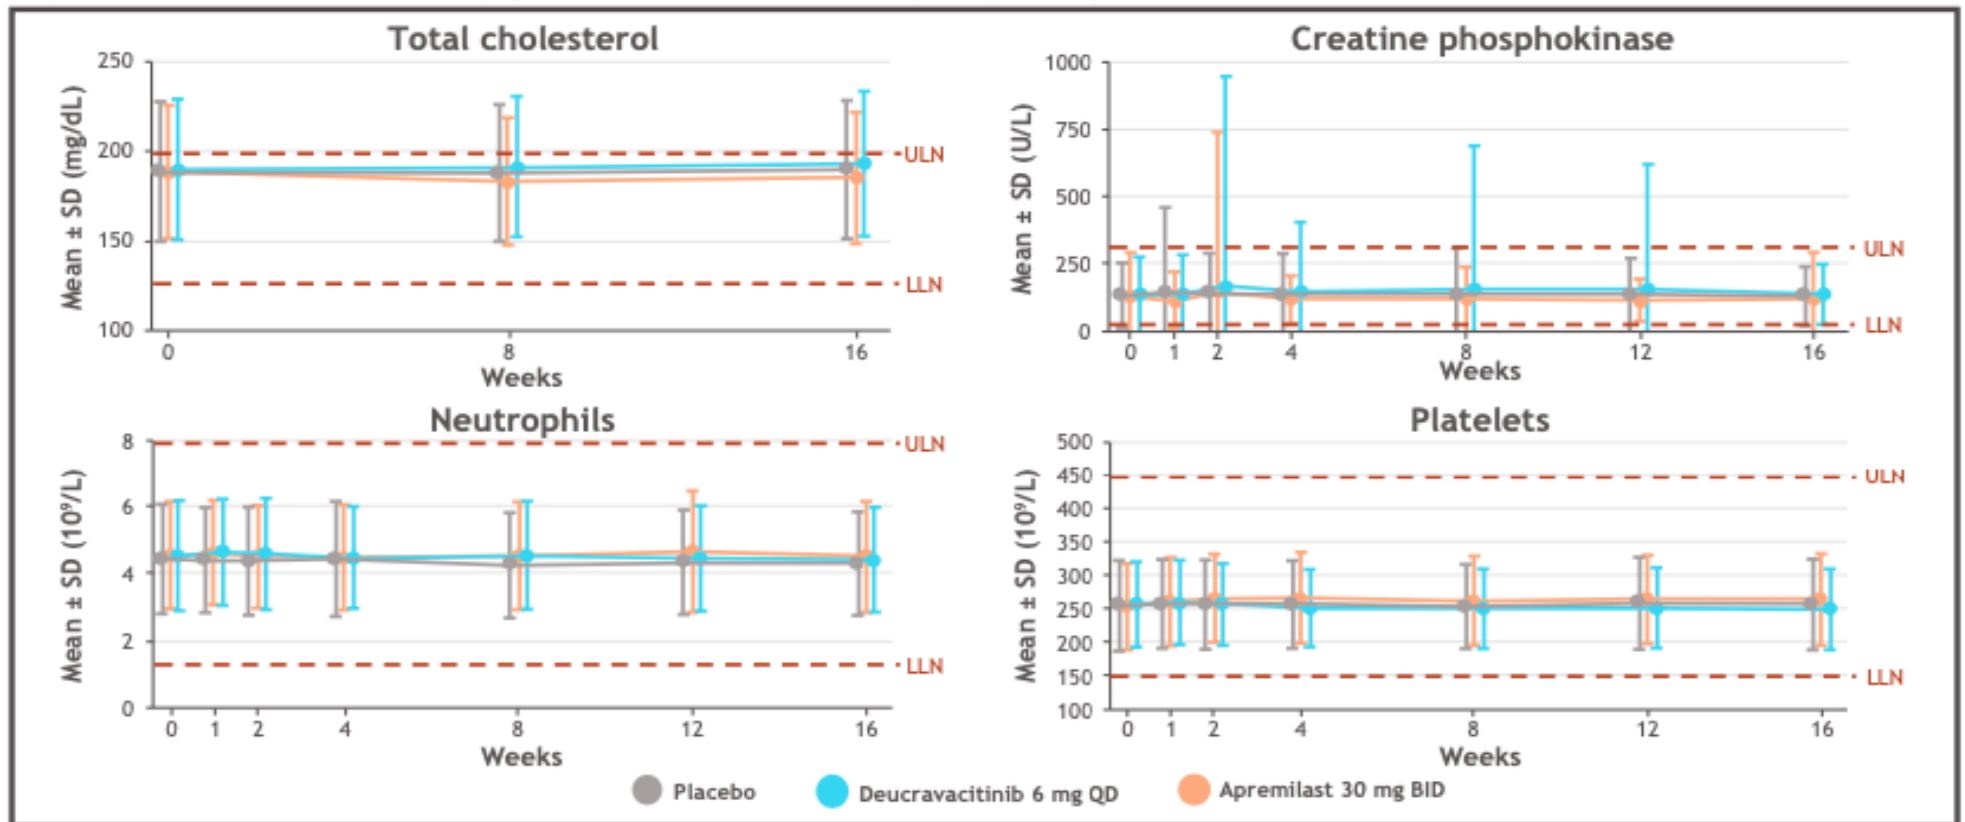 Total cholesterol
Mean ± SD (mg/dL)
250
200
150
100
ULN
LLN
0 8 16
Weeks
Creatine phosphokinase
Mean ± SD (U/L)
1000
750
500
250
0
ULN
LLN
0 1 2 4 8 12 16
Weeks
Neutrophils
Mean ± SD (10⁹/L)
8
6
4
2
0
ULN
LLN
0 1 2 4 8 12 16
Weeks
Platelets
Mean ± SD (10⁹/L)
500
450
400
350
300
250
200
150
100
ULN
LLN
0 1 2 4 8 12 16
Weeks
Placebo Deucravacitinib 6 mg QD Apremilast 30 mg BID